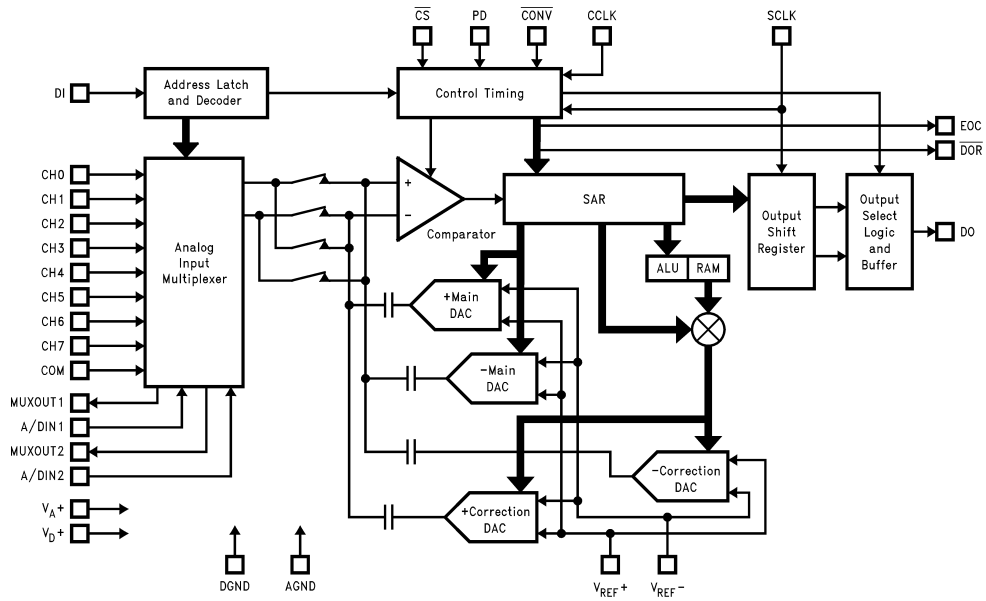 CS PD CONV CCLK SCLK
DI
Address Latch
and Decoder
Control Timing
EOC
DOR
CH0
CH1
CH2
CH3
CH4
CH5
CH6
CH7
COM
MUXOUT1
A/DIN1
MUXOUT2
A/DIN2
VA+
VD+
Analog
Input
Multiplexer
+
−
Comparator
SAR
ALU RAM
Output
Shift
Register
Output
Select
Logic
and
Buffer
DO
+Main
DAC
−Main
DAC
−Correction
DAC
+Correction
DAC
DGND AGND VREF+ VREF−